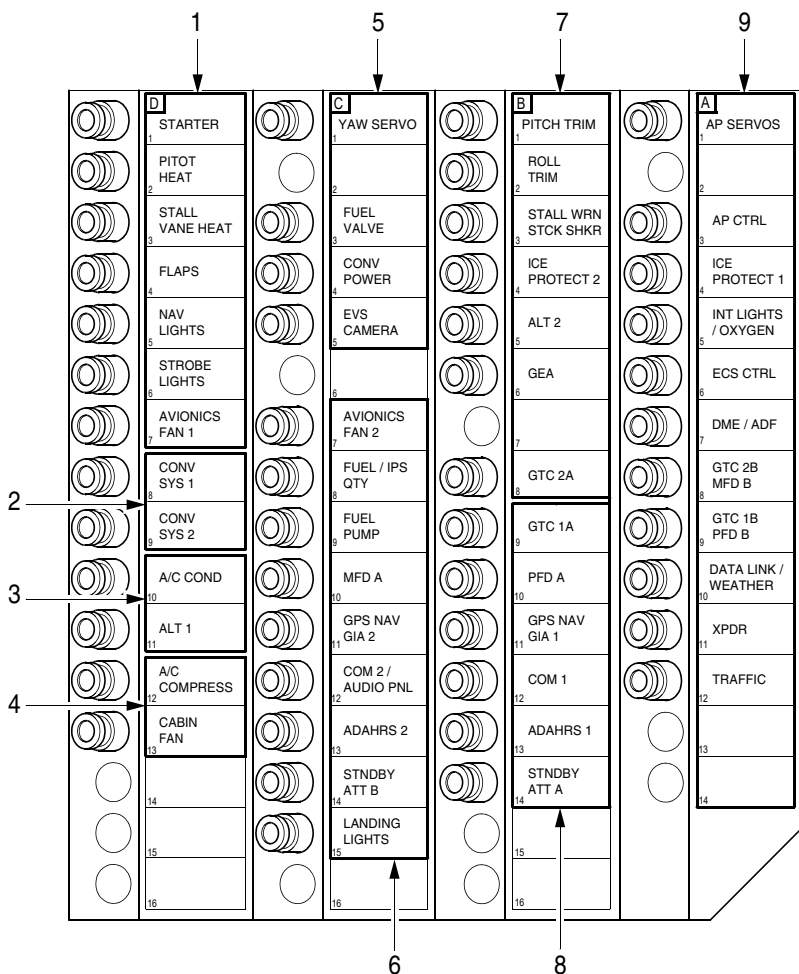 1
5
7
9
D
STARTER
1
PITOT
HEAT
2
STALL
VANE HEAT
3
FLAPS
4
NAV
LIGHTS
5
STROBE
LIGHTS
6
AVIONICS
FAN 1
7
CONV
SYS 1
8
CONV
SYS 2
9
A/C COND
10
ALT 1
11
A/C
COMPRESS
12
CABIN
FAN
13
14
15
16
2
3
4
C
YAW SERVO
1
2
FUEL
VALVE
3
CONV
POWER
4
EVS
CAMERA
5
6
AVIONICS
FAN 2
7
FUEL / IPS
QTY
8
FUEL
PUMP
9
MFD A
10
GPS NAV
GIA 2
11
COM 2 /
AUDIO PNL
12
ADAHRS 2
13
STNDBY
ATT B
14
LANDING
LIGHTS
15
16
B
PITCH TRIM
1
ROLL
TRIM
2
STALL WRN
STCK SHKR
3
ICE
PROTECT 2
4
ALT 2
5
GEA
6
7
GTC 2A
8
GTC 1A
9
PFD A
10
GPS NAV
GIA 1
11
COM 1
12
ADAHRS 1
13
STNDBY
ATT A
14
15
16
A
AP SERVOS
1
2
AP CTRL
3
ICE
PROTECT 1
4
INT LIGHTS
/ OXYGEN
5
ECS CTRL
6
DME / ADF
7
GTC 2B
MFD B
8
GTC 1B
PFD B
9
DATA LINK /
WEATHER
10
XPDR
11
TRAFFIC
12
13
14
6
8